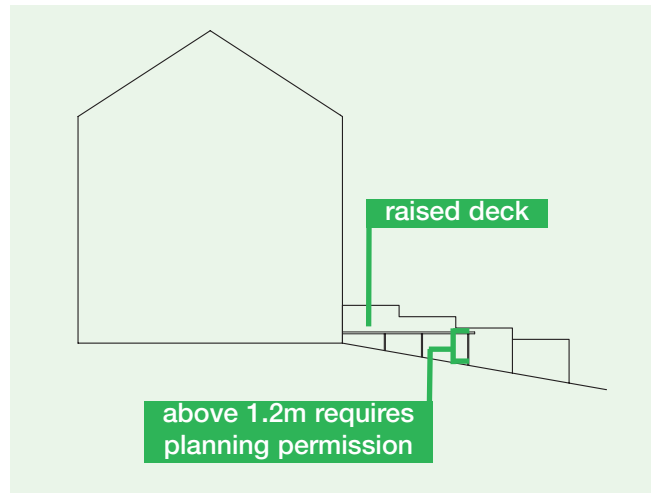 raised deck
above 1.2m requires
planning permission